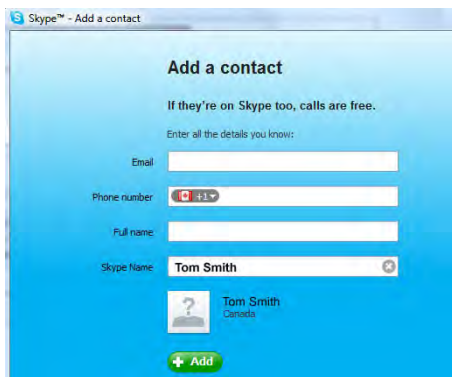 Skype™ - Add a contact
Add a contact
If they're on Skype too, calls are free.
Enter all the details you know:
Email
Phone number +1
Full name
Skype Name Tom Smith
Tom Smith
Canada
Add